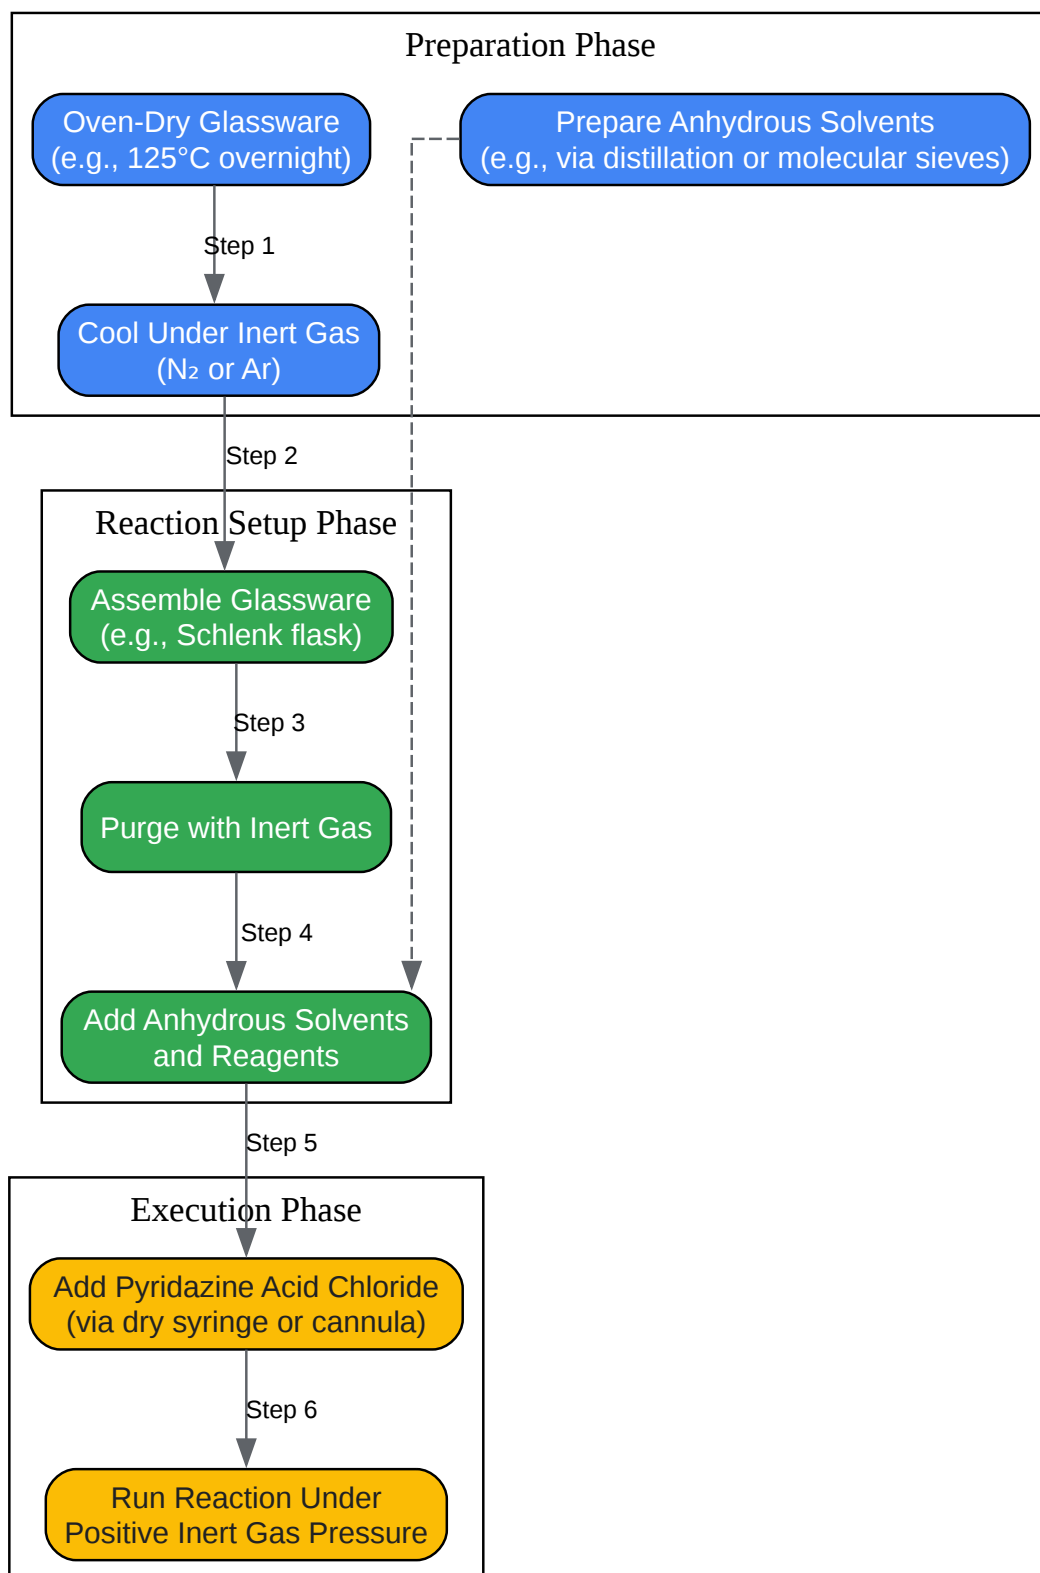 Preparation Phase
Oven-Dry Glassware
(e.g., 125°C overnight)
Prepare Anhydrous Solvents
(e.g., via distillation or molecular sieves)
Step 1
Cool Under Inert Gas
(N₂ or Ar)
Step 2
Reaction Setup Phase
Assemble Glassware
(e.g., Schlenk flask)
Step 3
Purge with Inert Gas
Step 4
Add Anhydrous Solvents
and Reagents
Step 5
Execution Phase
Add Pyridazine Acid Chloride
(via dry syringe or cannula)
Step 6
Run Reaction Under
Positive Inert Gas Pressure